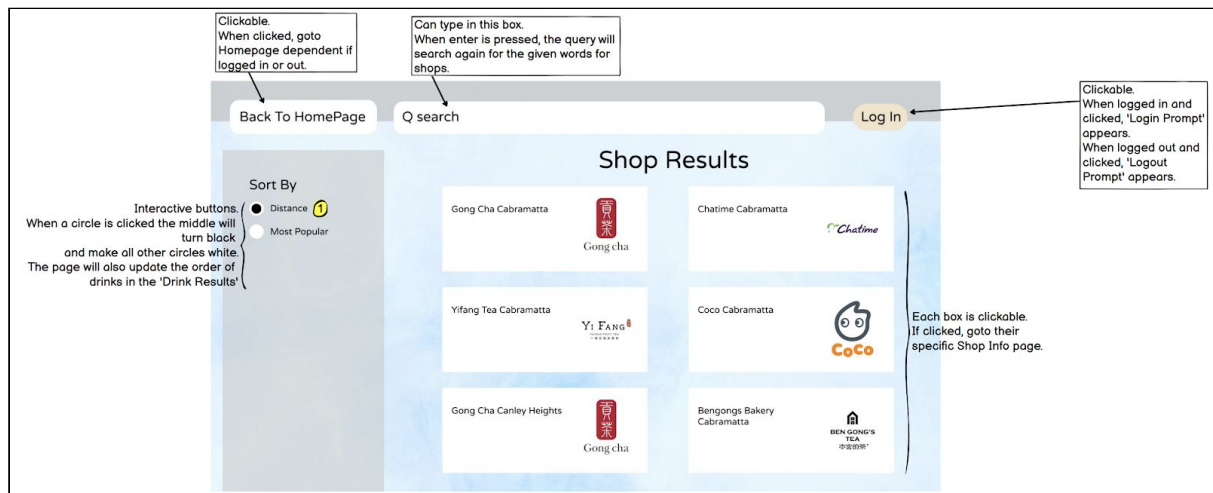 Clickable.
When clicked, goto
Homepage dependent if
logged in or out.
Can type in this box.
When enter is pressed, the query will
search again for the given words for
shops.
Clickable.
When logged in and
clicked, 'Login Prompt'
appears.
When logged out and
clicked, 'Logout
Prompt' appears.
Back To HomePage
Q search
Log In
Shop Results
Sort By
Distance 1
Most Popular
Interactive buttons.
When a circle is clicked the middle will
turn black
and make all other circles white.
The page will also update the order of
drinks in the 'Drink Results'
Gong Cha Cabramatta
貢茶
Gong cha
Chatime Cabramatta
Chatime
Yifang Tea Cabramatta
YI FANG
Coco Cabramatta
CoCo
Gong Cha Canley Heights
貢茶
Gong cha
Bengongs Bakery
Cabramatta
BEN GONG'S
TEA
Each box is clickable.
If clicked, goto their
specific Shop Info page.